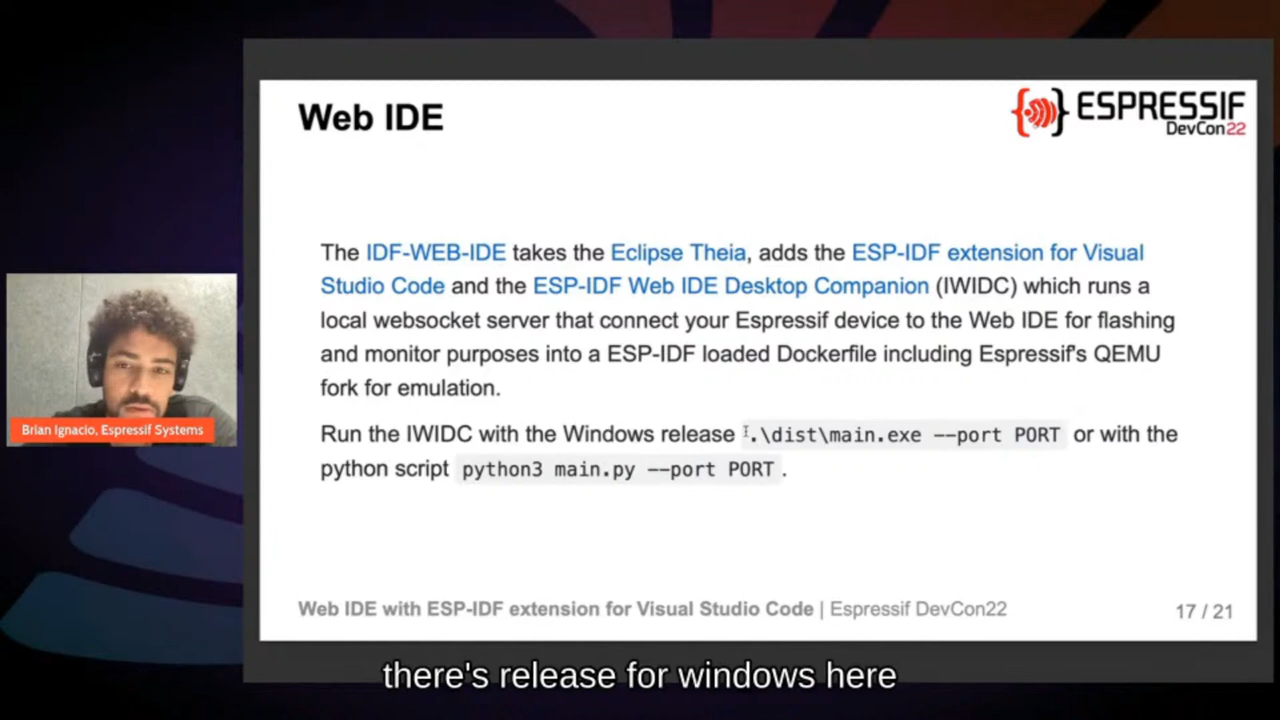 Web IDE
{ } ESPRESSIF
DevCon22
The IDF-WEB-IDE takes the Eclipse Theia, adds the ESP-IDF extension for Visual
Studio Code and the ESP-IDF Web IDE Desktop Companion (IWIDC) which runs a
local websocket server that connect your Espressif device to the Web IDE for flashing
and monitor purposes into a ESP-IDF loaded Dockerfile including Espressif's QEMU
fork for emulation.
Run the IWIDC with the Windows release .\dist\main.exe --port PORT or with the
python script python3 main.py --port PORT .
Brian Ignacio, Espressif Systems
Web IDE with ESP-IDF extension for Visual Studio Code | Espressif DevCon22
17 / 21
there's release for windows here